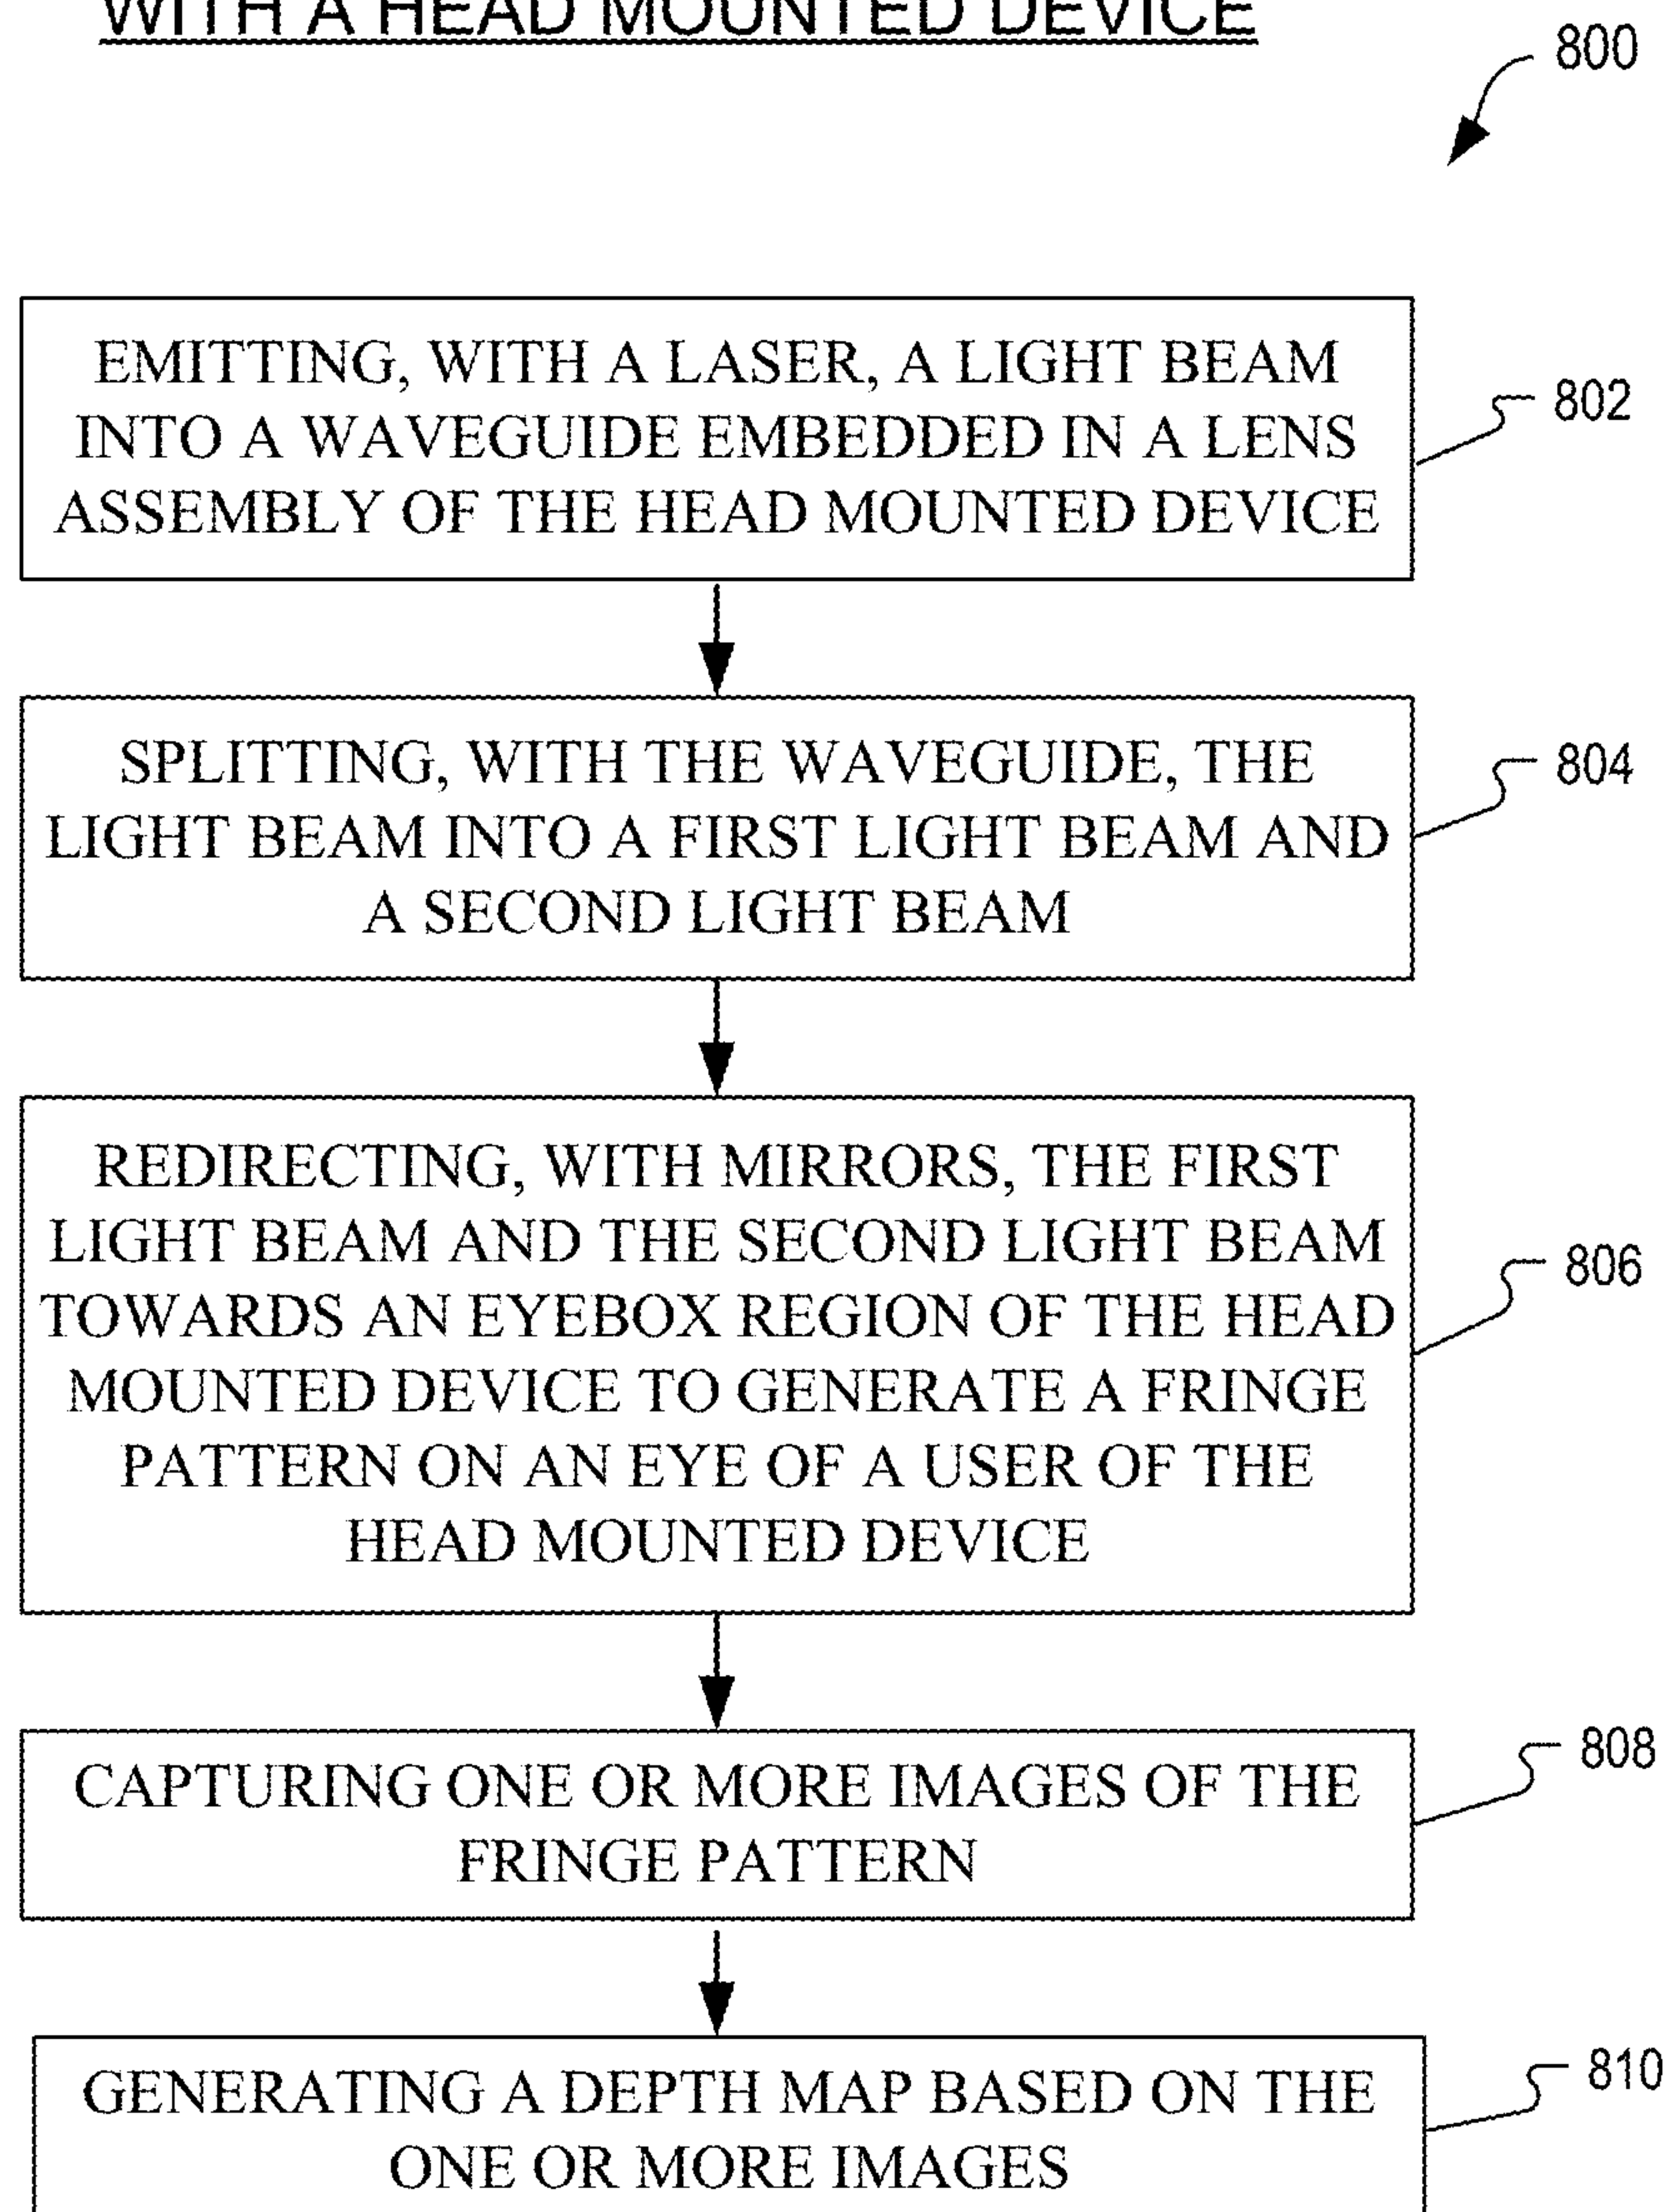 WITH A HEAD MOUNTED DEVICE
800
EMITTING, WITH A LASER, A LIGHT BEAM
INTO A WAVEGUIDE EMBEDDED IN A LENS
ASSEMBLY OF THE HEAD MOUNTED DEVICE
802
SPLITTING, WITH THE WAVEGUIDE, THE
LIGHT BEAM INTO A FIRST LIGHT BEAM AND
A SECOND LIGHT BEAM
804
REDIRECTING, WITH MIRRORS, THE FIRST
LIGHT BEAM AND THE SECOND LIGHT BEAM
TOWARDS AN EYEBOX REGION OF THE HEAD
MOUNTED DEVICE TO GENERATE A FRINGE
PATTERN ON AN EYE OF A USER OF THE
HEAD MOUNTED DEVICE
806
CAPTURING ONE OR MORE IMAGES OF THE
FRINGE PATTERN
808
GENERATING A DEPTH MAP BASED ON THE
ONE OR MORE IMAGES
810